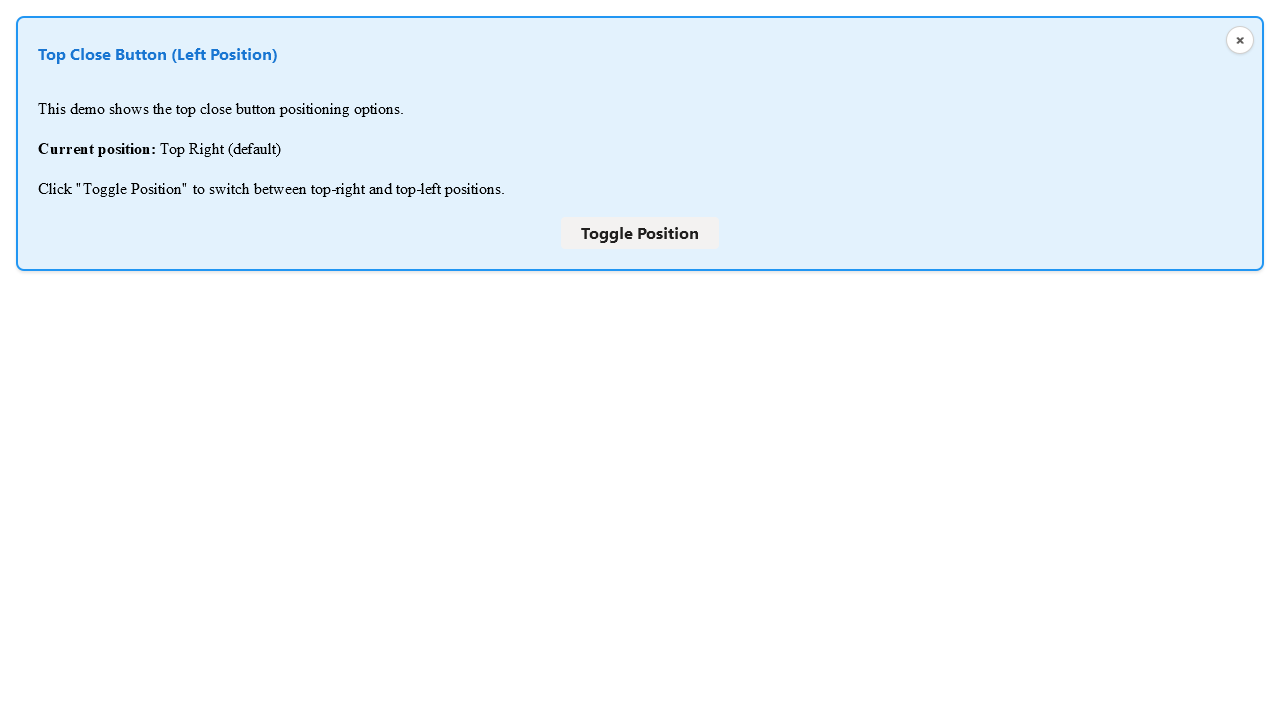 Top Close Button (Left Position)
×
This demo shows the top close button positioning options.
Current position: Top Right (default)
Click "Toggle Position" to switch between top-right and top-left positions.
Toggle Position